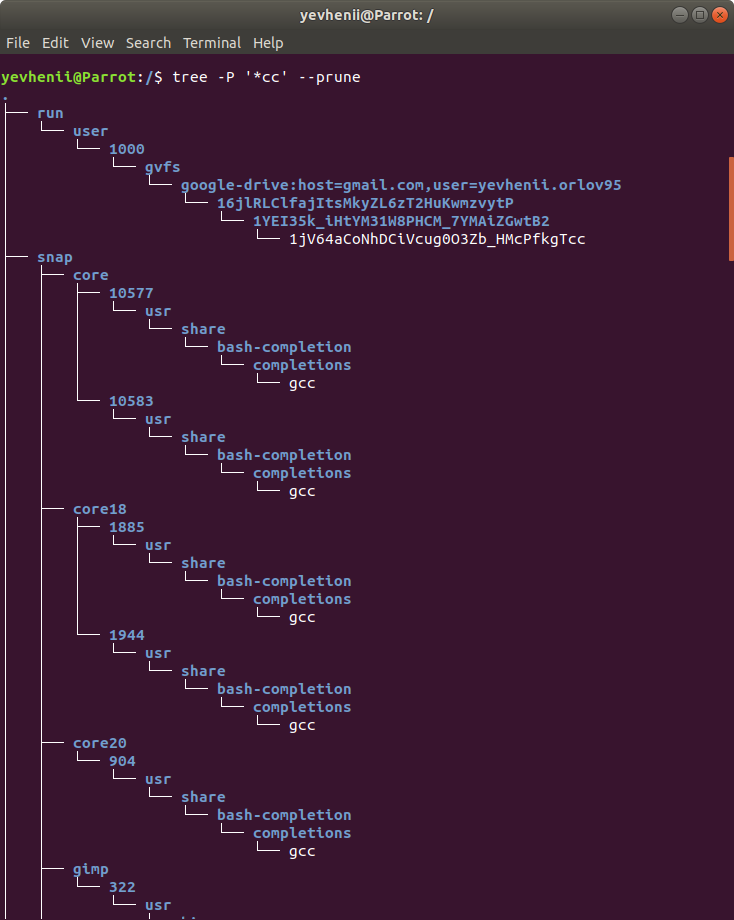 yevhenii@Parrot: /
File Edit View Search Terminal Help
yevhenii@Parrot:/$ tree -P '*cc' --prune
.
├── run
│   └── user
│       └── 1000
│           └── gvfs
│               └── google-drive:host=gmail.com,user=yevhenii.orlov95
│                   └── 16jlRLClfajItsMkyZL6zT2HuKwmzvytP
│                       └── 1YEI35k_iHtYM31W8PHCM_7YMAiZGwtB2
│                           └── 1jV64aCoNhDCiVcug0O3Zb_HMcPfkgTcc
├── snap
│   ├── core
│   │   ├── 10577
│   │   │   └── usr
│   │   │       └── share
│   │   │           └── bash-completion
│   │   │               └── completions
│   │   │                   └── gcc
│   │   └── 10583
│   │       └── usr
│   │           └── share
│   │               └── bash-completion
│   │                   └── completions
│   │                       └── gcc
│   ├── core18
│   │   ├── 1885
│   │   │   └── usr
│   │   │       └── share
│   │   │           └── bash-completion
│   │   │               └── completions
│   │   │                   └── gcc
│   │   └── 1944
│   │       └── usr
│   │           └── share
│   │               └── bash-completion
│   │                   └── completions
│   │                       └── gcc
│   ├── core20
│   │   └── 904
│   │       └── usr
│   │           └── share
│   │               └── bash-completion
│   │                   └── completions
│   │                       └── gcc
│   ├── gimp
│   │   └── 322
│   │       └── usr